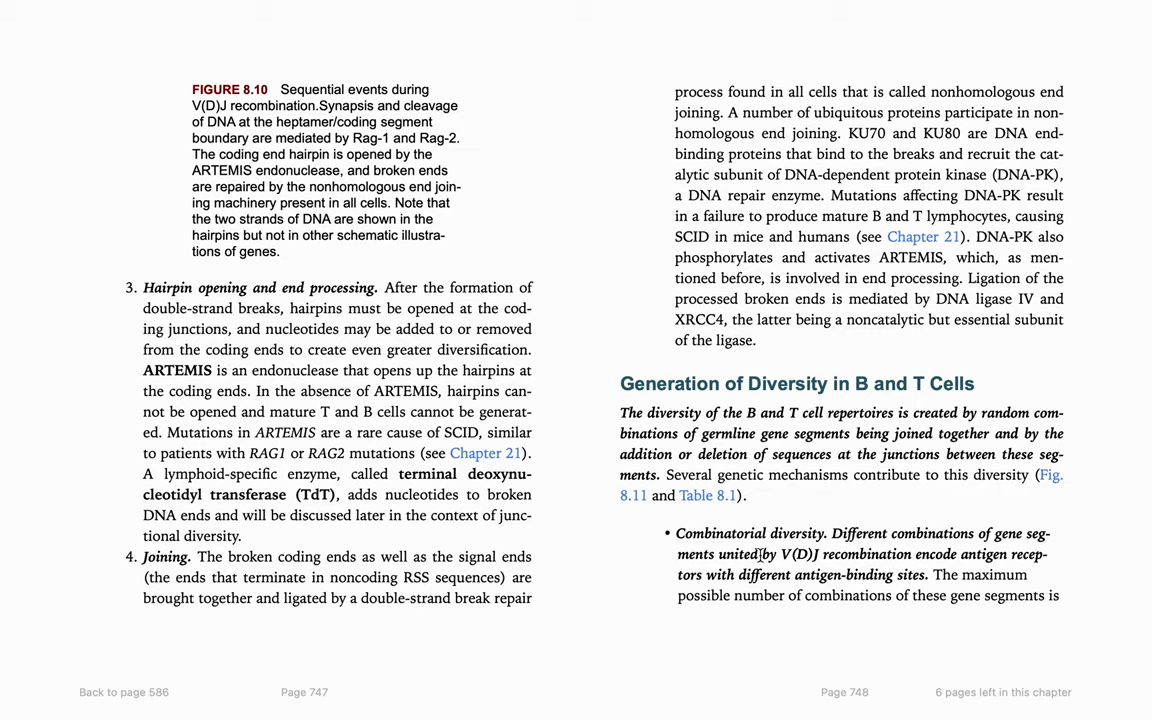 FIGURE 8.10 Sequential events during
V(D)J recombination.Synapsis and cleavage
of DNA at the heptamer/coding segment
boundary are mediated by Rag-1 and Rag-2.
The coding end hairpin is opened by the
ARTEMIS endonuclease, and broken ends
are repaired by the nonhomologous end join-
ing machinery present in all cells. Note that
the two strands of DNA are shown in the
hairpins but not in other schematic illustra-
tions of genes.
3. Hairpin opening and end processing. After the formation of
double-strand breaks, hairpins must be opened at the cod-
ing junctions, and nucleotides may be added to or removed
from the coding ends to create even greater diversification.
ARTEMIS is an endonuclease that opens up the hairpins at
the coding ends. In the absence of ARTEMIS, hairpins can-
not be opened and mature T and B cells cannot be generat-
ed. Mutations in ARTEMIS are a rare cause of SCID, similar
to patients with RAG1 or RAG2 mutations (see Chapter 21).
A lymphoid-specific enzyme, called terminal deoxynu-
cleotidyl transferase (TdT), adds nucleotides to broken
DNA ends and will be discussed later in the context of junc-
tional diversity.
4. Joining. The broken coding ends as well as the signal ends
(the ends that terminate in noncoding RSS sequences) are
brought together and ligated by a double-strand break repair
process found in all cells that is called nonhomologous end
joining. A number of ubiquitous proteins participate in non-
homologous end joining. KU70 and KU80 are DNA end-
binding proteins that bind to the breaks and recruit the cat-
alytic subunit of DNA-dependent protein kinase (DNA-PK),
a DNA repair enzyme. Mutations affecting DNA-PK result
in a failure to produce mature B and T lymphocytes, causing
SCID in mice and humans (see Chapter 21). DNA-PK also
phosphorylates and activates ARTEMIS, which, as men-
tioned before, is involved in end processing. Ligation of the
processed broken ends is mediated by DNA ligase IV and
XRCC4, the latter being a noncatalytic but essential subunit
of the ligase.
Generation of Diversity in B and T Cells
The diversity of the B and T cell repertoires is created by random com-
binations of germline gene segments being joined together and by the
addition or deletion of sequences at the junctions between these seg-
ments. Several genetic mechanisms contribute to this diversity (Fig.
8.11 and Table 8.1).
• Combinatorial diversity. Different combinations of gene seg-
ments united by V(D)J recombination encode antigen recep-
tors with different antigen-binding sites. The maximum
possible number of combinations of these gene segments is
Back to page 586
Page 747
Page 748
6 pages left in this chapter